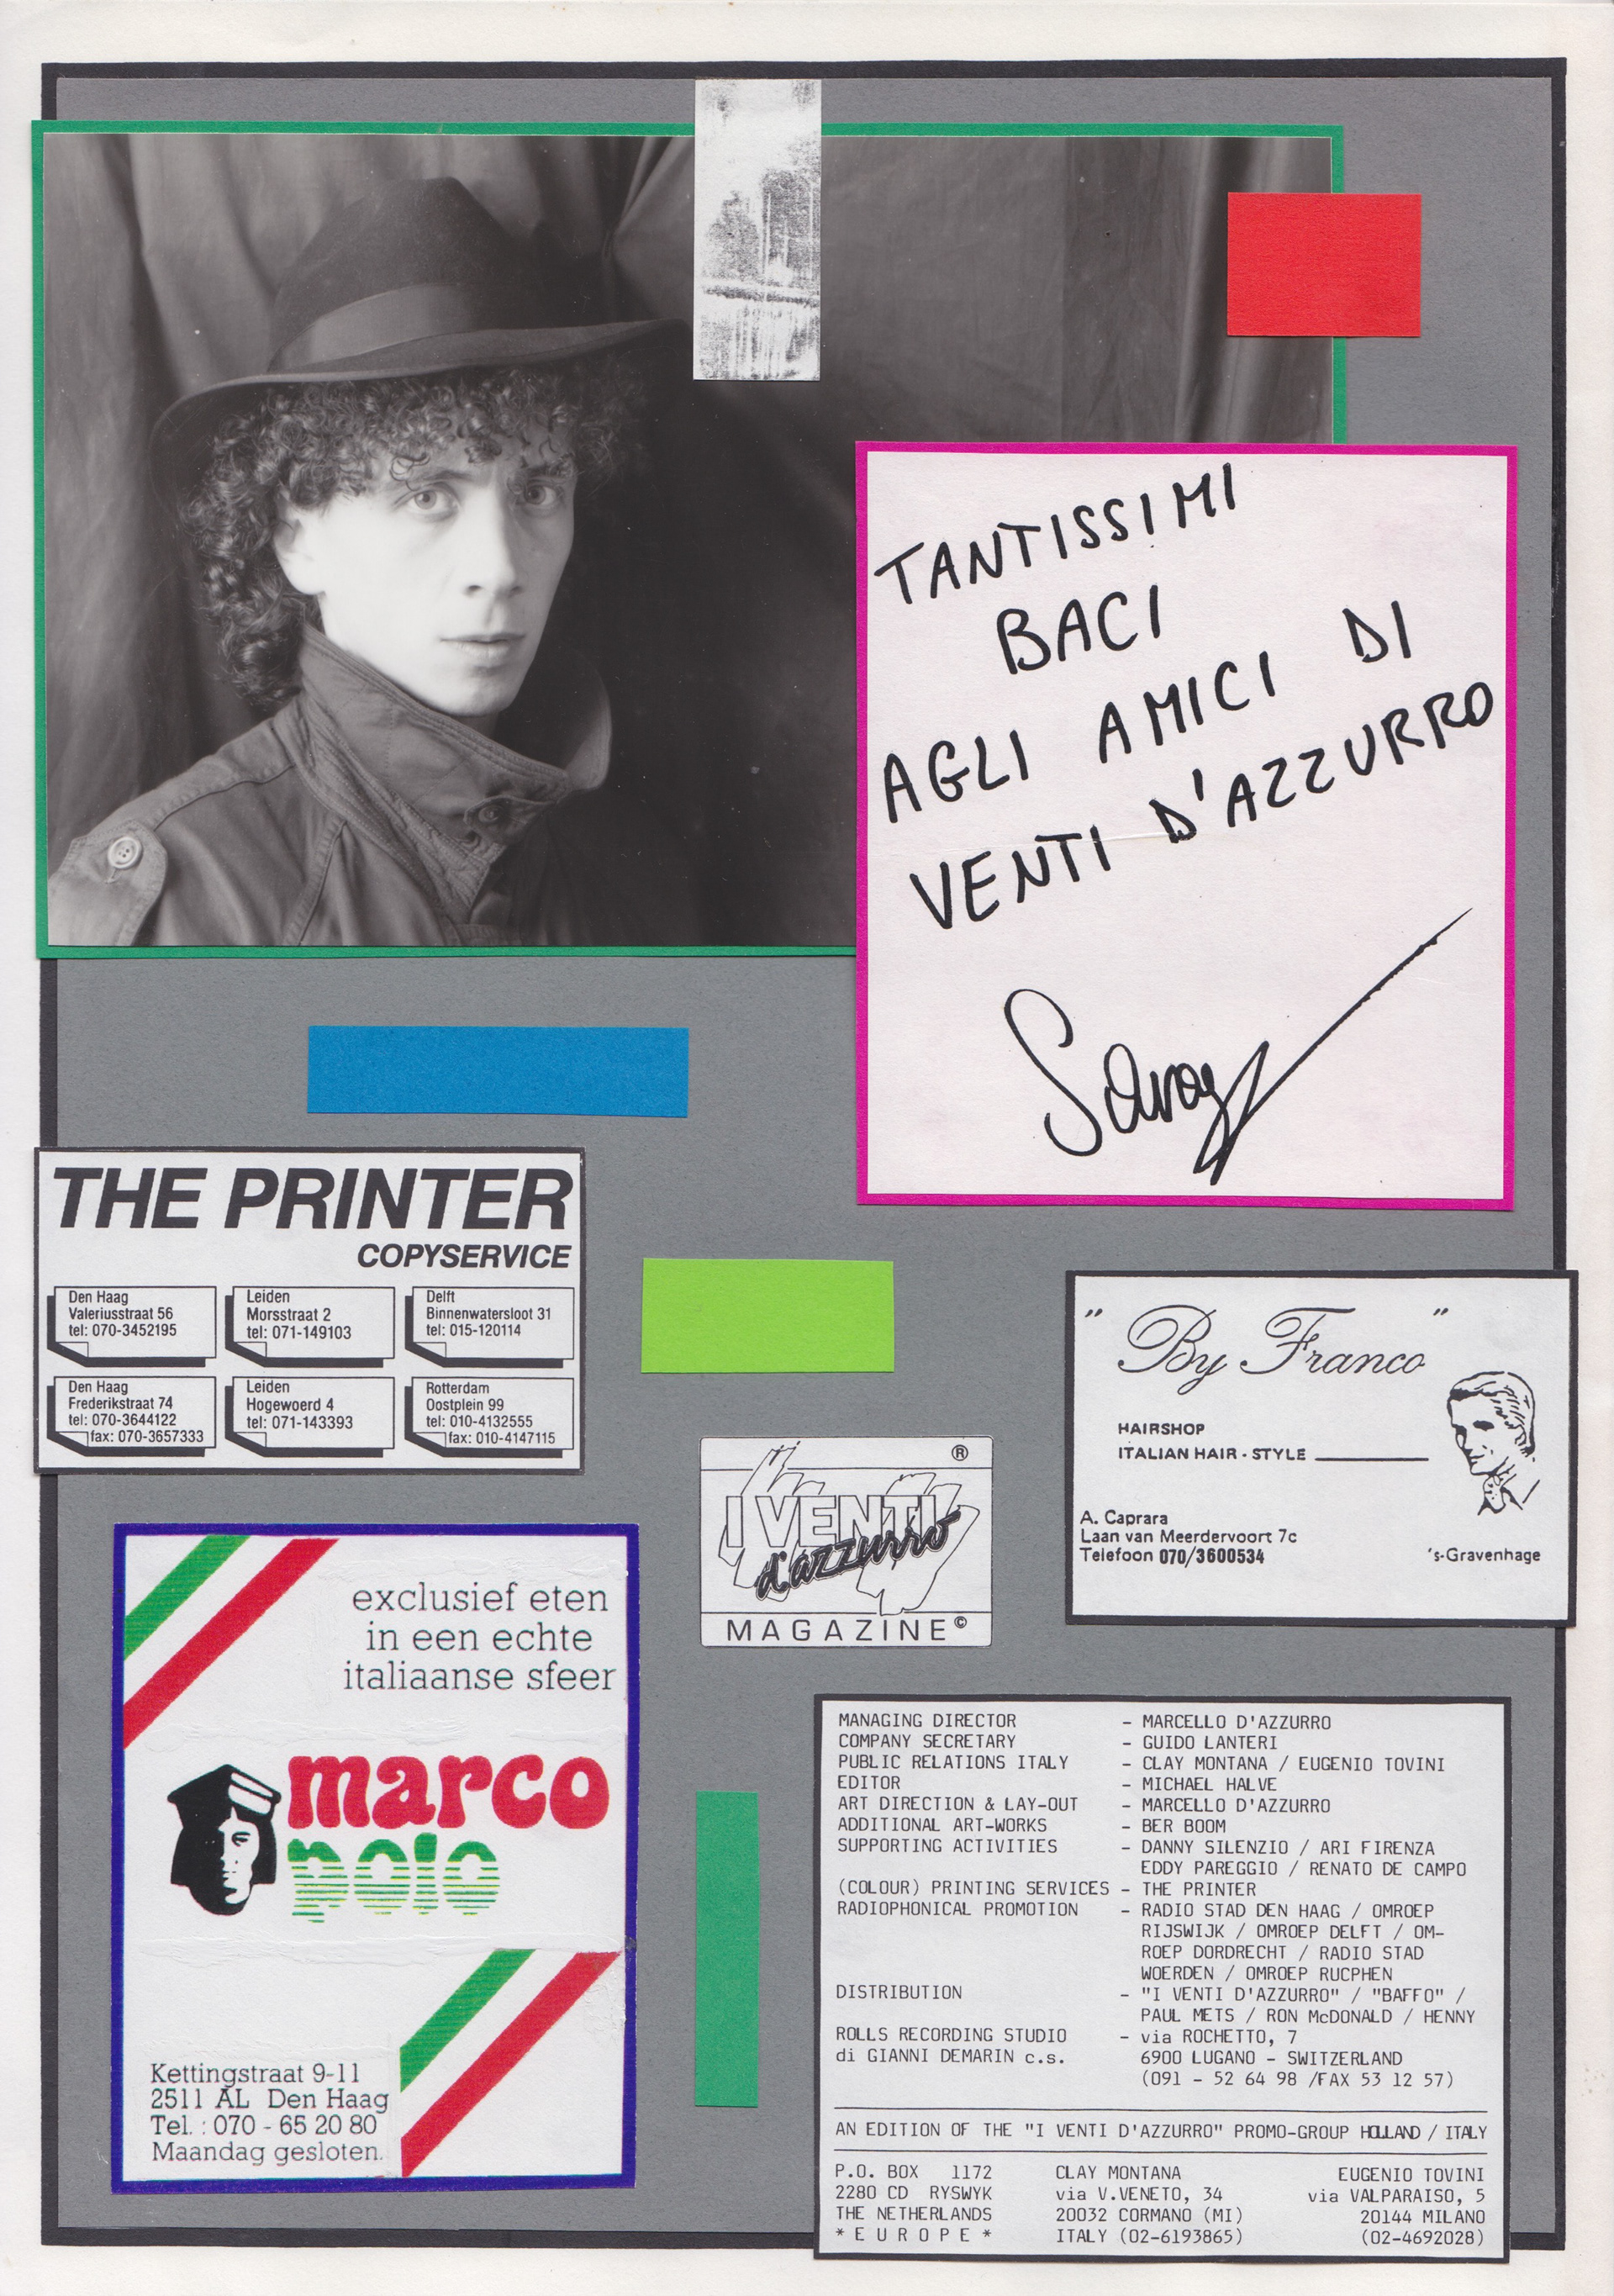 TANTISSIMI
BACI
AGLI AMICI DI
VENTI D'AZZURRO
THE PRINTER
COPYSERVICE
Den Haag
Valeriusstraat 56
tel: 070-3452195
Leiden
Morsstraat 2
tel: 071-149103
Delft
Binnenwatersloot 31
tel: 015-120114
Den Haag
Frederikstraat 74
tel: 070-3644122
fax: 070-3657333
Leiden
Hogewoerd 4
tel: 071-143393
Rotterdam
Oostplein 99
tel: 010-4132555
fax: 010-4147115
" By Franco "
HAIRSHOP
ITALIAN HAIR - STYLE
A. Caprara
Laan van Meerdervoort 7c
Telefoon 070/3600534
's-Gravenhage
®
I VENTI
d'azzurro
MAGAZINE©
exclusief eten
in een echte
italiaanse sfeer
marco
polo
Kettingstraat 9-11
2511 AL Den Haag
Tel. : 070 - 65 20 80
Maandag gesloten.
MANAGING DIRECTOR - MARCELLO D'AZZURRO
COMPANY SECRETARY - GUIDO LANTERI
PUBLIC RELATIONS ITALY - CLAY MONTANA / EUGENIO TOVINI
EDITOR - MICHAEL HALVE
ART DIRECTION & LAY-OUT - MARCELLO D'AZZURRO
ADDITIONAL ART-WORKS - BER BOOM
SUPPORTING ACTIVITIES - DANNY SILENZIO / ARI FIRENZA
EDDY PAREGGIO / RENATO DE CAMPO
(COLOUR) PRINTING SERVICES - THE PRINTER
RADIOPHONICAL PROMOTION - RADIO STAD DEN HAAG / OMROEP
RIJSWIJK / OMROEP DELFT / OM-
ROEP DORDRECHT / RADIO STAD
WOERDEN / OMROEP RUCPHEN
DISTRIBUTION - "I VENTI D'AZZURRO" / "BAFFO" /
PAUL METS / RON McDONALD / HENNY
ROLLS RECORDING STUDIO - via ROCHETTO, 7
di GIANNI DEMARIN c.s. 6900 LUGANO - SWITZERLAND
(091 - 52 64 98 /FAX 53 12 57)
AN EDITION OF THE "I VENTI D'AZZURRO" PROMO-GROUP HOLLAND / ITALY
P.O. BOX 1172 CLAY MONTANA EUGENIO TOVINI
2280 CD RYSWYK via V.VENETO, 34 via VALPARAISO, 5
THE NETHERLANDS 20032 CORMANO (MI) 20144 MILANO
* E U R O P E * ITALY (02-6193865) (02-4692028)